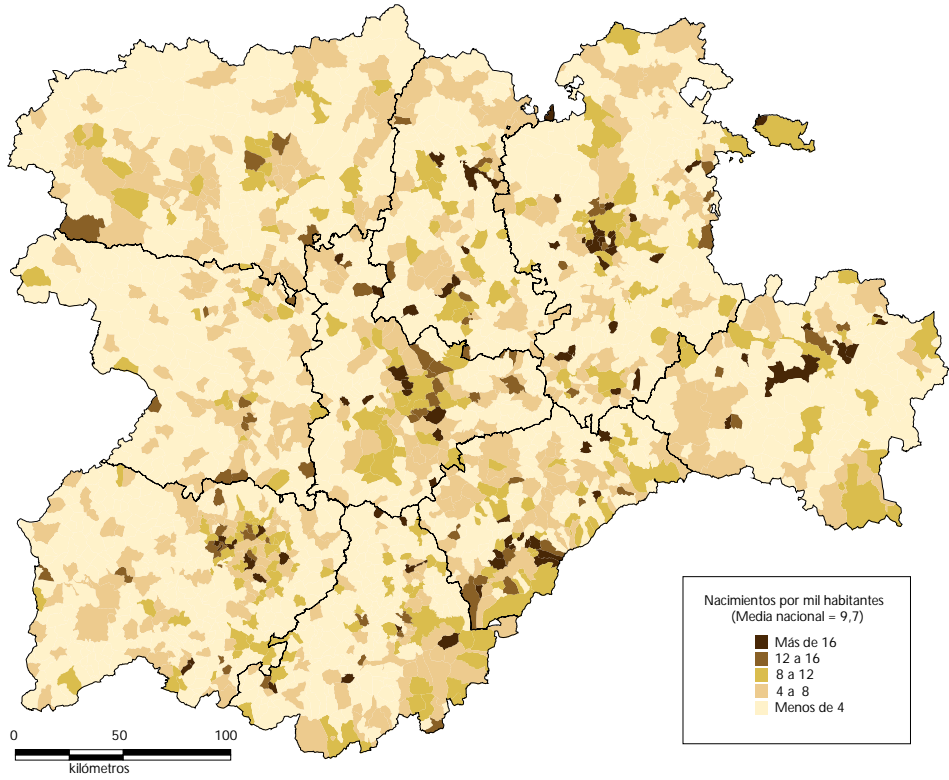 Nacimientos por mil habitantes
(Media nacional = 9,7)
Más de 16
12 a 16
8 a 12
4 a 8
Menos de 4
0 50 100
kilómetros